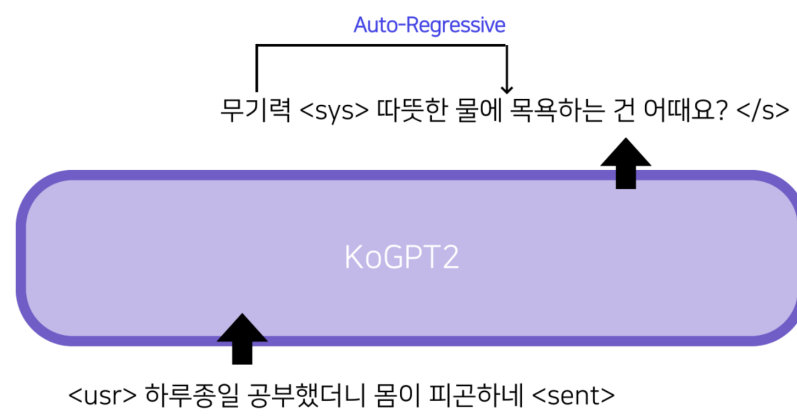 Auto-Regressive
무기력 <sys> 따뜻한 물에 목욕하는 건 어때요? </s>
KoGPT2
<usr> 하루종일 공부했더니 몸이 피곤하네 <sent>